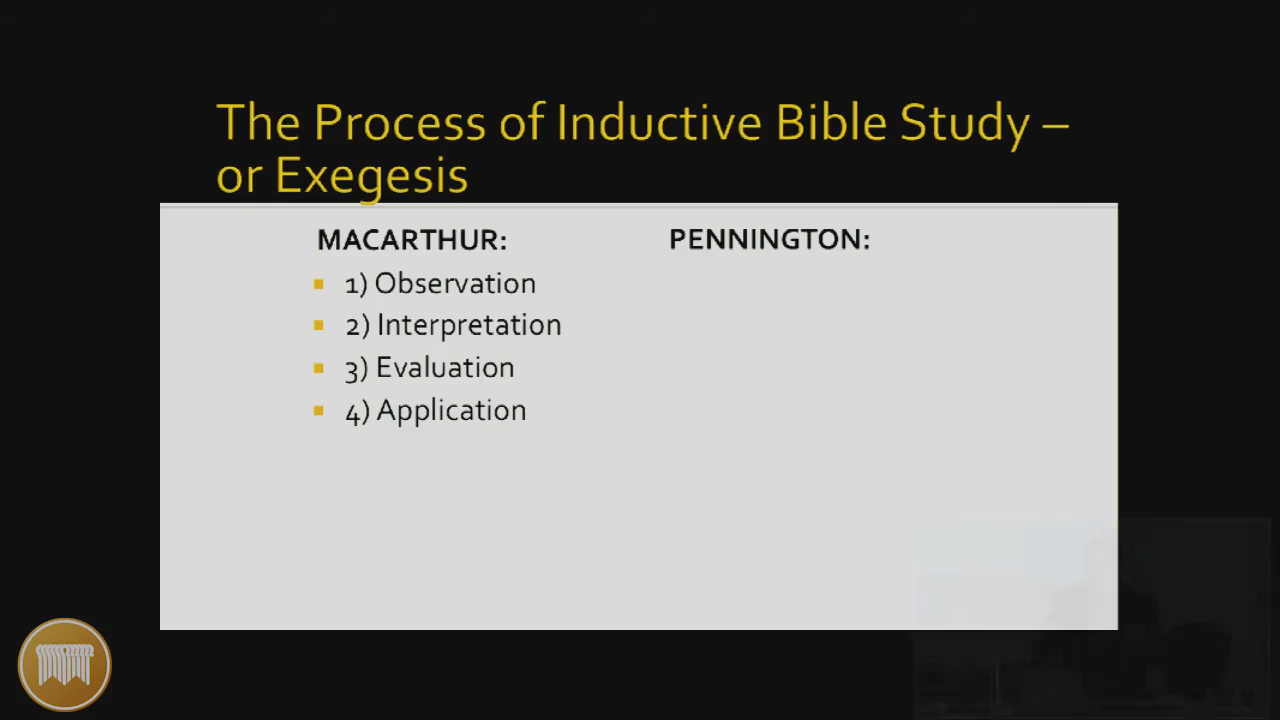 The Process of Inductive Bible Study –
or Exegesis
MACARTHUR:
1) Observation
2) Interpretation
3) Evaluation
4) Application
PENNINGTON: